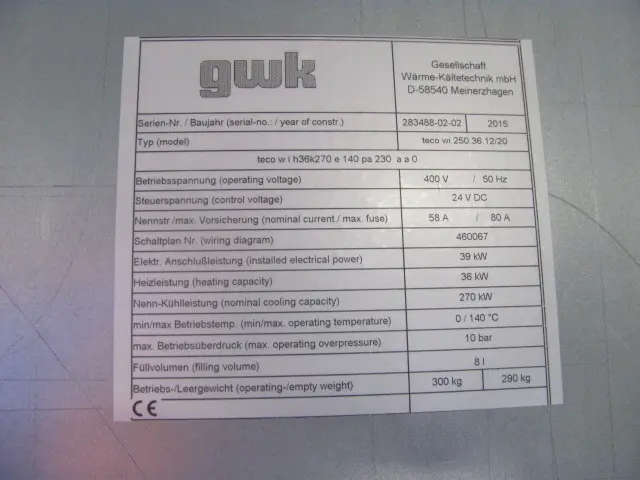 gwk
Gesellschaft
Wärme-Kältetechnik mbH
D-58540 Meinerzhagen
Serien-Nr. / Baujahr (serial-no.: / year of constr.) 283488-02-02 2015
Typ (model) teco wi 250.36.12/20
teco w i h36k270 e 140 pa 230 a a 0
Betriebsspannung (operating voltage) 400 V / 50 Hz
Steuerspannung (control voltage) 24 V DC
Nennstr./max. Vorsicherung (nominal current / max. fuse) 58 A / 80 A
Schaltplan Nr. (wiring diagram) 460067
Elektr. Anschlußleistung (installed electrical power) 39 kW
Heizleistung (heating capacity) 36 kW
Nenn-Kühlleistung (nominal cooling capacity) 270 kW
min/max Betriebstemp. (min/max. operating temperature) 0 / 140 °C
max. Betriebsüberdruck (max. operating overpressure) 10 bar
Füllvolumen (filling volume) 8 l
Betriebs-/Leergewicht (operating-/empty weight) 300 kg 290 kg
CE